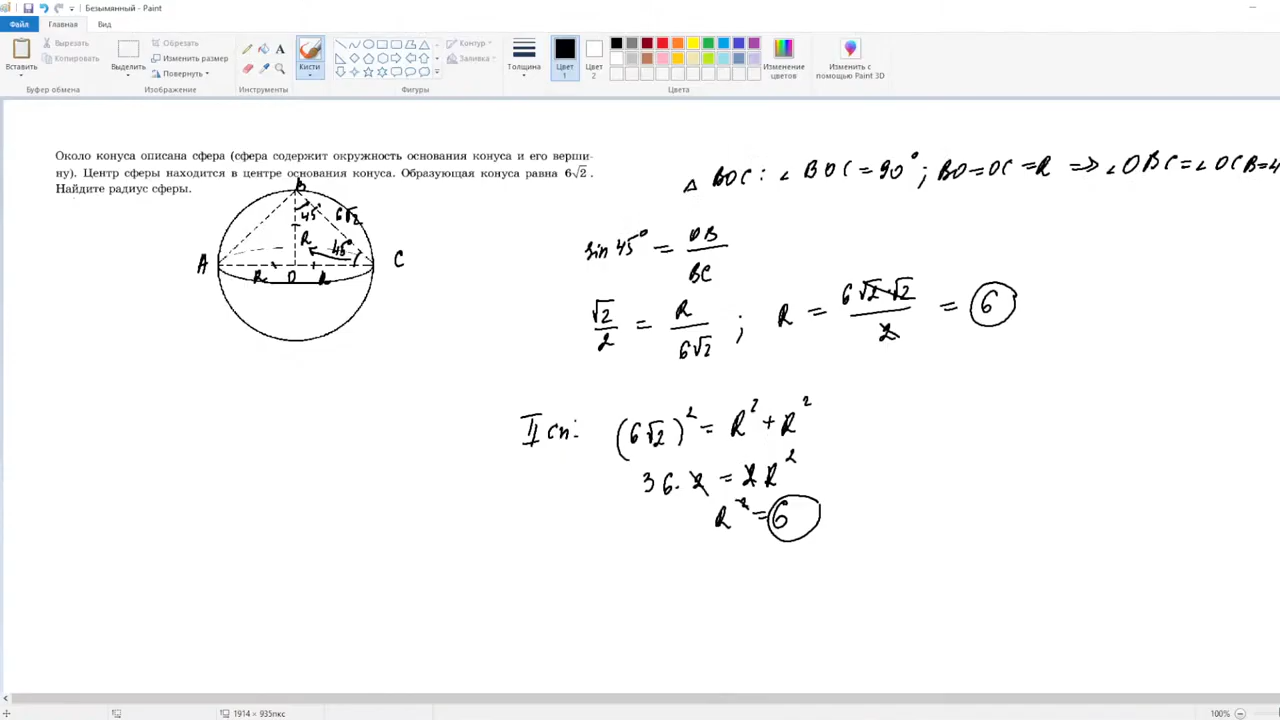 Безымянный - Paint
Файл Главная Вид
Вставить
Вырезать
Копировать
Буфер обмена
Выделить
Обрезать
Изменить размер
Повернуть
Изображение
Инструменты
Кисти
Фигуры
Контур
Заливка
Толщина
Цвет 1
Цвет 2
Цвета
Изменение цветов
Изменить с помощью Paint 3D
Около конуса описана сфера (сфера содержит окружность основания конуса и его верши-
ну). Центр сферы находится в центре основания конуса. Образующая конуса равна 6√2.
Найдите радиус сферы.
B
45°
6√2
R
45°
A
C
R O R
△ BOC: ∠BOC = 90°; BO = OC = R ⟹ ∠OBC = ∠OCB = 4
sin 45° = OB/BC
√2/2 = R/6√2 ; R = 6√2·√2/2 = 6
II сп: (6√2)² = R² + R²
36·2 = 2R²
R² = 6
1914 × 935пкс
100%